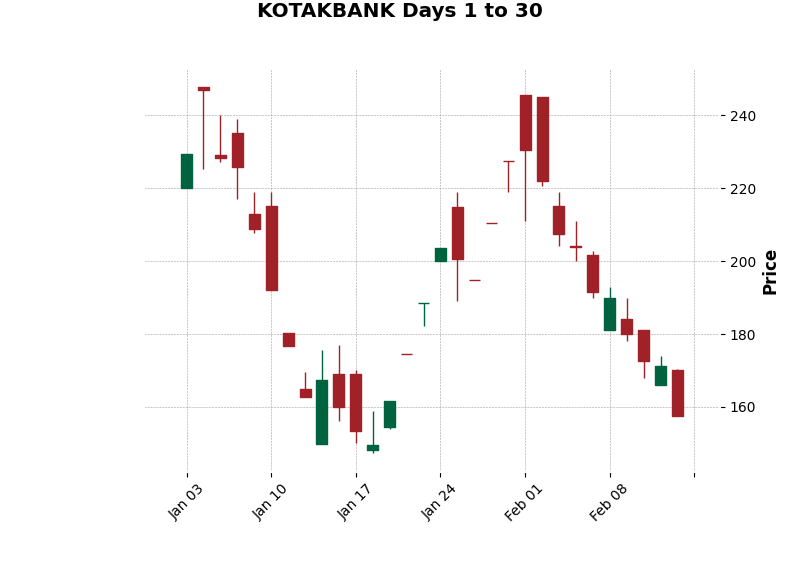 KOTAKBANK Days 1 to 30
240
220
200
180
160
Price
Jan 03
Jan 10
Jan 17
Jan 24
Feb 01
Feb 08